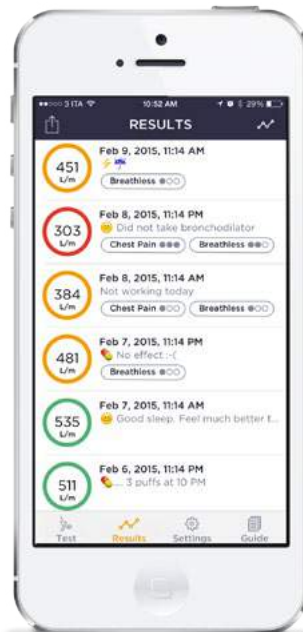 3 ITA 10:52 AM 29%
RESULTS
451 L/m
Feb 9, 2015, 11:14 AM
⚡☔
Breathless
303 L/m
Feb 8, 2015, 11:14 PM
Did not take bronchodilator
Chest Pain Breathless
384 L/m
Feb 8, 2015, 11:14 AM
Not working today
Chest Pain Breathless
481 L/m
Feb 7, 2015, 11:14 PM
💊 No effect :-(
Breathless
535 L/m
Feb 7, 2015, 11:14 AM
Good sleep. Feel much better t...
511 L/m
Feb 6, 2015, 11:14 PM
💊... 3 puffs at 10 PM
Test Results Settings Guide